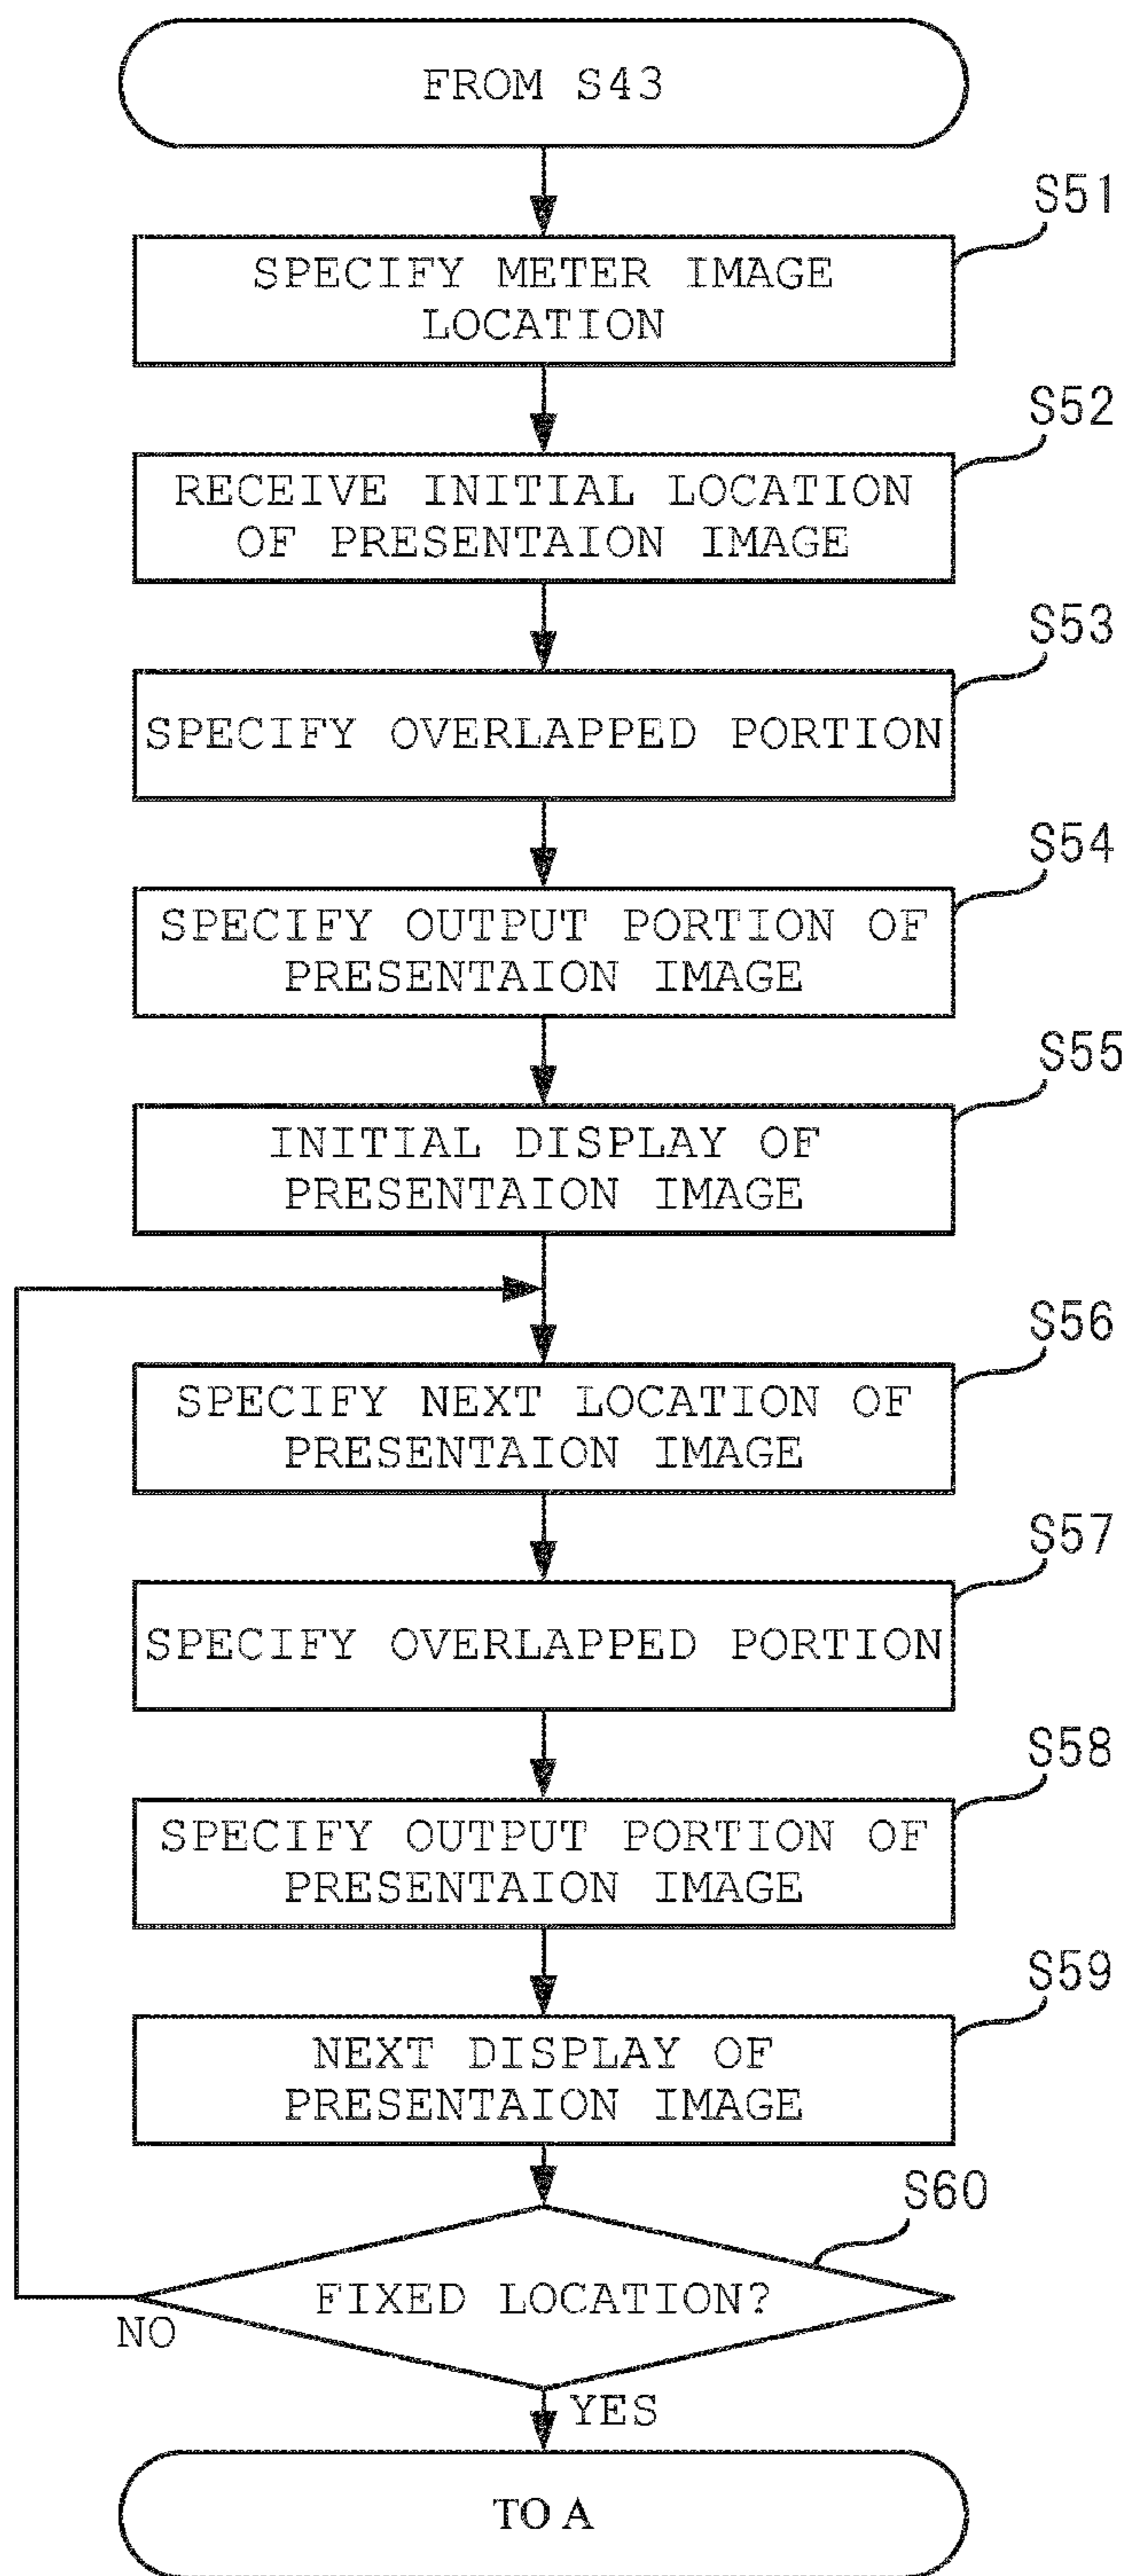 FROM S43
S51
SPECIFY METER IMAGE
LOCATION
S52
RECEIVE INITIAL LOCATION
OF PRESENTAION IMAGE
S53
SPECIFY OVERLAPPED PORTION
S54
SPECIFY OUTPUT PORTION OF
PRESENTAION IMAGE
S55
INITIAL DISPLAY OF
PRESENTAION IMAGE
S56
SPECIFY NEXT LOCATION OF
PRESENTAION IMAGE
S57
SPECIFY OVERLAPPED PORTION
S58
SPECIFY OUTPUT PORTION OF
PRESENTAION IMAGE
S59
NEXT DISPLAY OF
PRESENTAION IMAGE
S60
FIXED LOCATION?
NO
YES
TO A